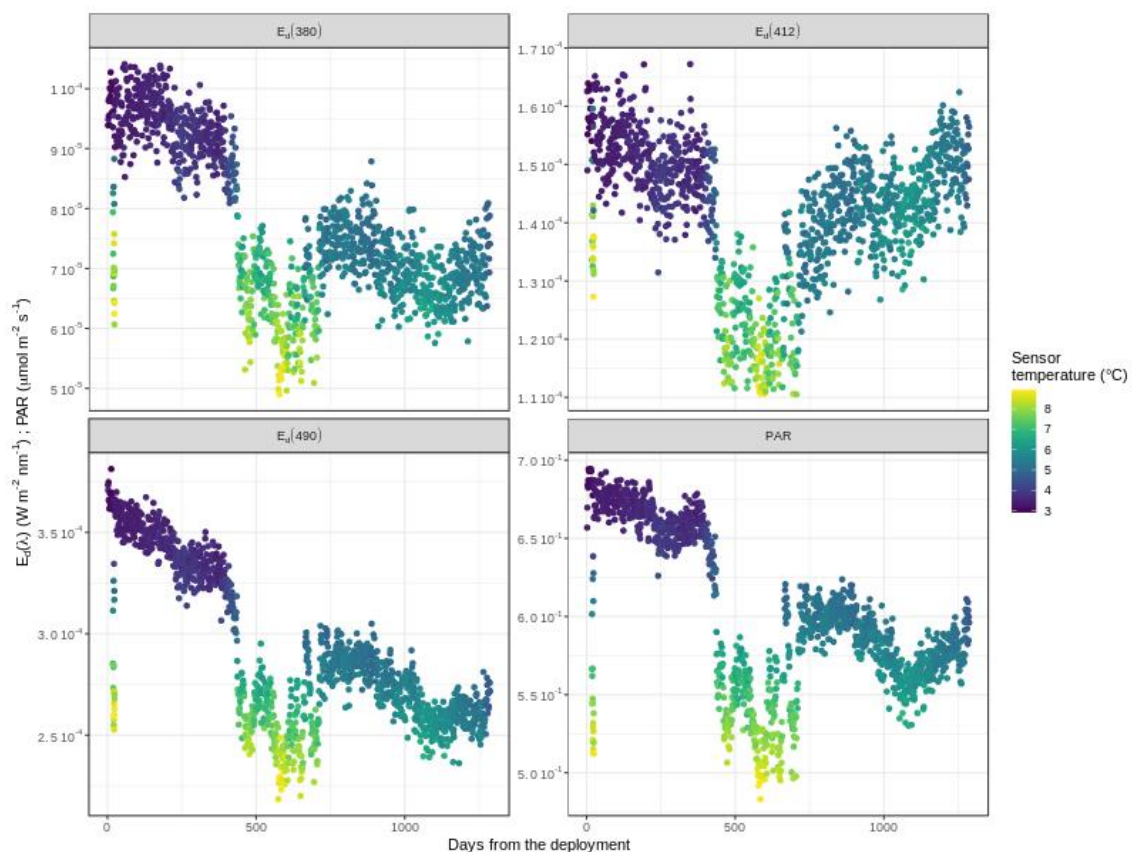 E_d(380)
E_d(412)
1 10⁻⁴
9 10⁻⁵
8 10⁻⁵
7 10⁻⁵
6 10⁻⁵
5 10⁻⁵
1.7 10⁻⁴
1.6 10⁻⁴
1.5 10⁻⁴
1.4 10⁻⁴
1.3 10⁻⁴
1.2 10⁻⁴
1.1 10⁻⁴
E_d(λ) (W m⁻² nm⁻¹) ; PAR (μmol m⁻² s⁻¹)
Sensor
temperature (°C)
8
7
6
5
4
3
E_d(490)
PAR
3.5 10⁻⁴
3.0 10⁻⁴
2.5 10⁻⁴
7.0 10⁻¹
6.5 10⁻¹
6.0 10⁻¹
5.5 10⁻¹
5.0 10⁻¹
0 500 1000
0 500 1000
Days from the deployment